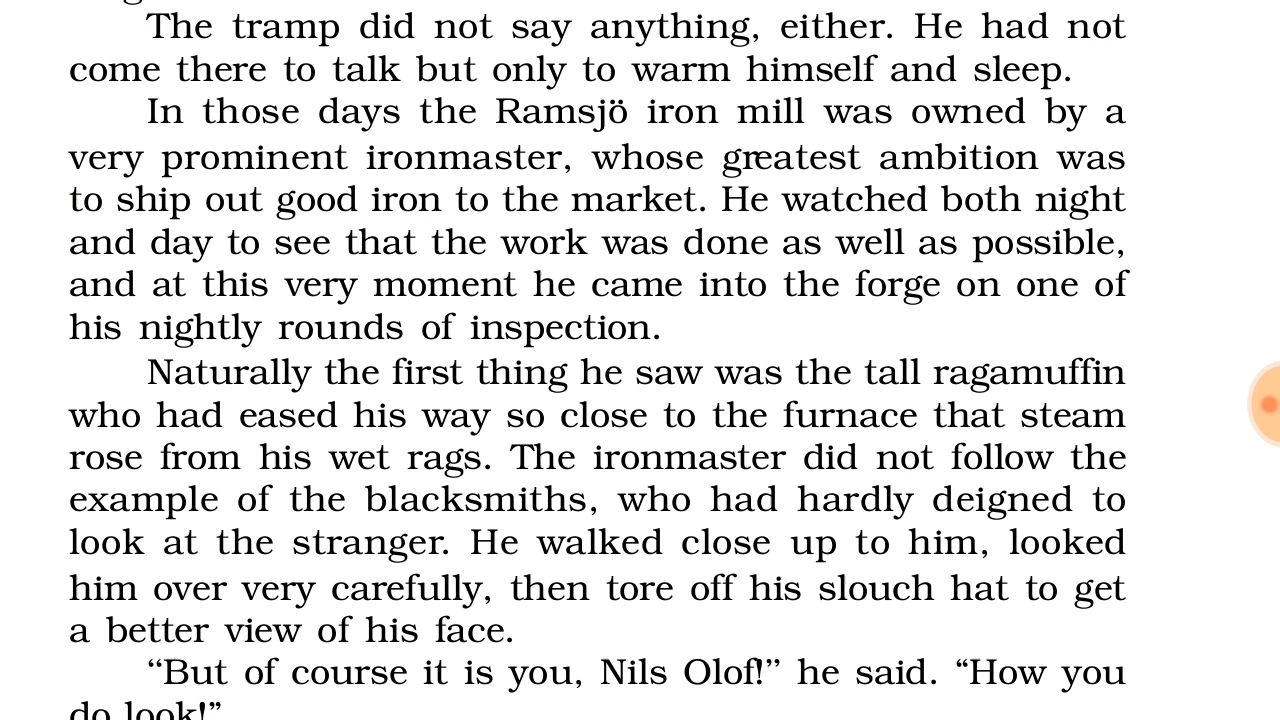 The tramp did not say anything, either. He had not
come there to talk but only to warm himself and sleep.
In those days the Ramsjö iron mill was owned by a
very prominent ironmaster, whose greatest ambition was
to ship out good iron to the market. He watched both night
and day to see that the work was done as well as possible,
and at this very moment he came into the forge on one of
his nightly rounds of inspection.
Naturally the first thing he saw was the tall ragamuffin
who had eased his way so close to the furnace that steam
rose from his wet rags. The ironmaster did not follow the
example of the blacksmiths, who had hardly deigned to
look at the stranger. He walked close up to him, looked
him over very carefully, then tore off his slouch hat to get
a better view of his face.
“But of course it is you, Nils Olof!” he said. “How you
do look!”